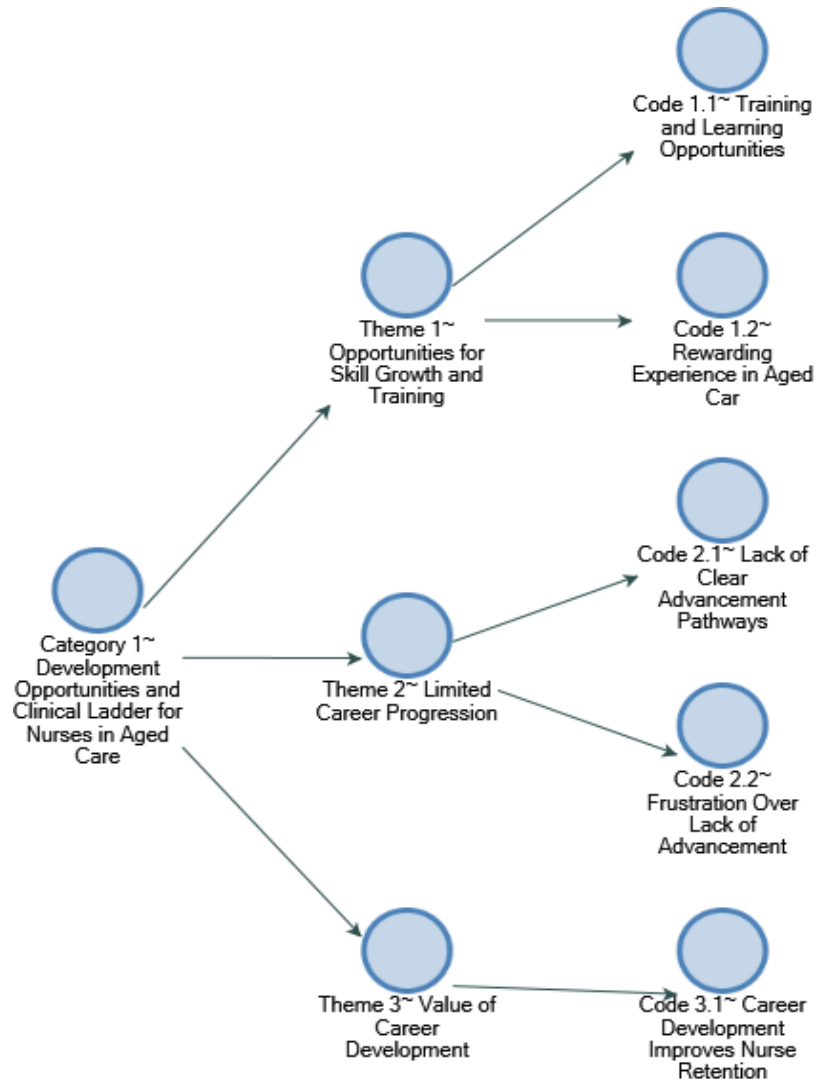 Code 1.1~ Training
and Learning
Opportunities
Theme 1~
Opportunities for
Skill Growth and
Training
Code 1.2~
Rewarding
Experience in Aged
Car
Code 2.1~ Lack of
Clear
Advancement
Pathways
Category 1~
Development
Opportunities and
Clinical Ladder for
Nurses in Aged
Care
Theme 2~ Limited
Career Progression
Code 2.2~
Frustration Over
Lack of
Advancement
Theme 3~ Value of
Career
Development
Code 3.1~ Career
Development
Improves Nurse
Retention